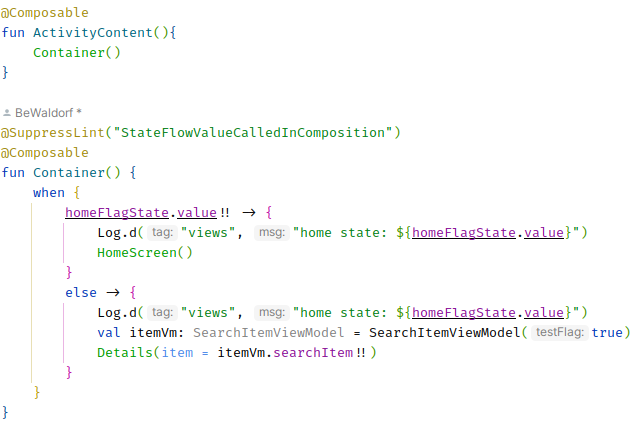 @Composable
fun ActivityContent(){
    Container()
}
BeWaldorf *
@SuppressLint("StateFlowValueCalledInComposition")
@Composable
fun Container() {
    when {
        homeFlagState.value!! -> {
            Log.d( tag: "views", msg: "home state: ${homeFlagState.value}")
            HomeScreen()
        }
        else -> {
            Log.d( tag: "views", msg: "home state: ${homeFlagState.value}")
            val itemVm: SearchItemViewModel = SearchItemViewModel( testFlag: true)
            Details(item = itemVm.searchItem!!)
        }
    }
}